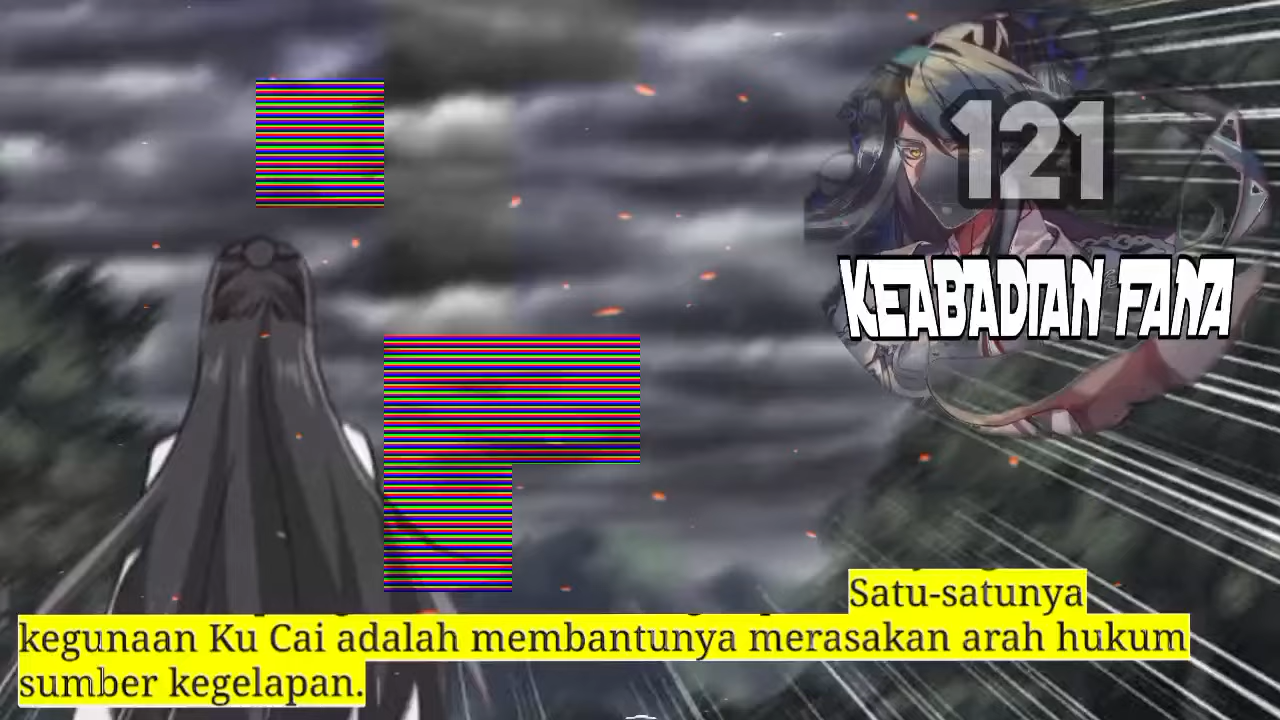 121
KEABADIAN FANA
Satu-satunya
kegunaan Ku Cai adalah membantunya merasakan arah hukum
sumber kegelapan.